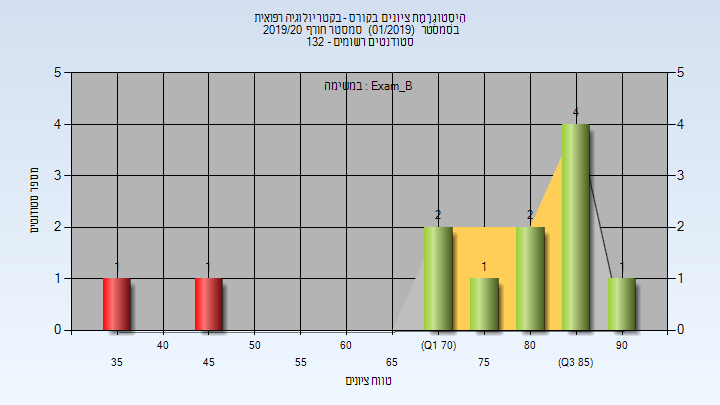 היסטוגרמת ציונים בקורס - בקטריולוגיה רפואית
בסמסטר (01/2019) סמסטר חורף 2019/20
סטודנטים רשומים - 132
במשימה : Exam_B
5 5
4 4
3 3
2 2
1 1
0 0
מספר סטודנטים
1 1 2 1 2 4 1
40 50 60 (Q1 70) 80 90
35 45 55 65 75 (Q3 85)
טווח ציונים